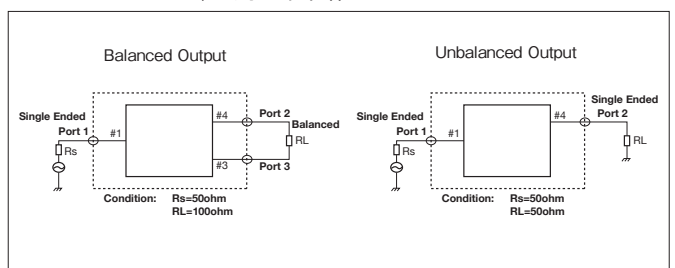 Balanced Output
Single Ended
Port 1
#1
Rs
#4
Port 2
Balanced
RL
#3
Port 3
Condition: Rs=50ohm
RL=100ohm
Unbalanced Output
Single Ended
Port 1
#1
Rs
#4
Single Ended
Port 2
RL
Condition: Rs=50ohm
RL=50ohm